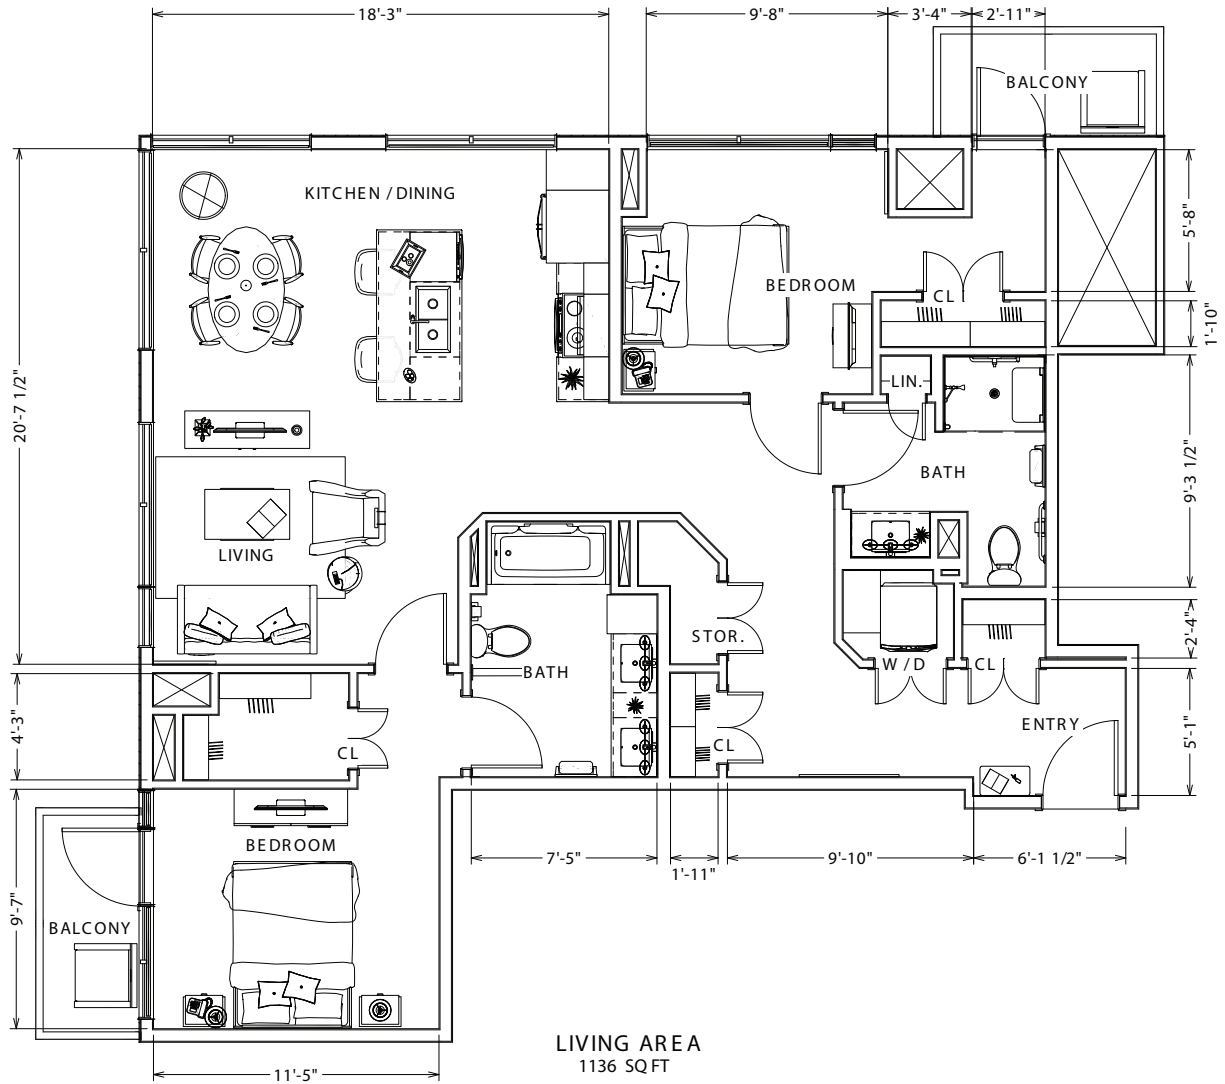 18'-3"
9'-8"
3'-4"
2'-11"
BALCONY
KITCHEN / DINING
5'-8"
BEDROOM
CL
1'-10"
20'-7 1/2"
LIN.
BATH
9'-3 1/2"
LIVING
STOR.
2'-4"
W / D
CL
BATH
ENTRY
5'-1"
4'-3"
CL
CL
BEDROOM
7'-5"
1'-11"
9'-10"
6'-1 1/2"
9'-7"
BALCONY
LIVING AREA
1136 SQ FT
11'-5"